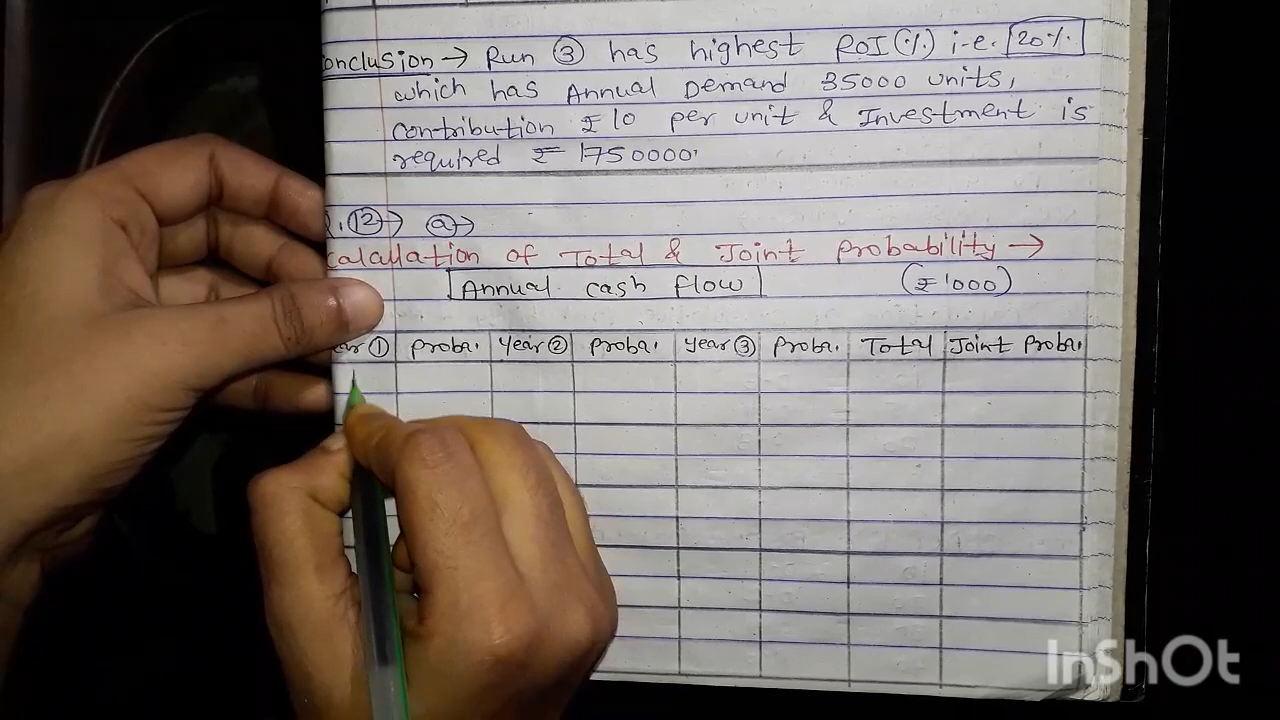 onclusion → Run ③ has highest ROI (%) i.e. 20%.
which has Annual Demand 35000 units,
contribution ₹ 10 per unit & Investment is
required ₹ 1750000.
Q. ⑫→ ⓐ→
calculation of Total & Joint Probability →
Annual cash flow (₹ '000)
ear ① Proba. Year ② Proba. Year ③ Proba. Total Joint Proba.
InShOt